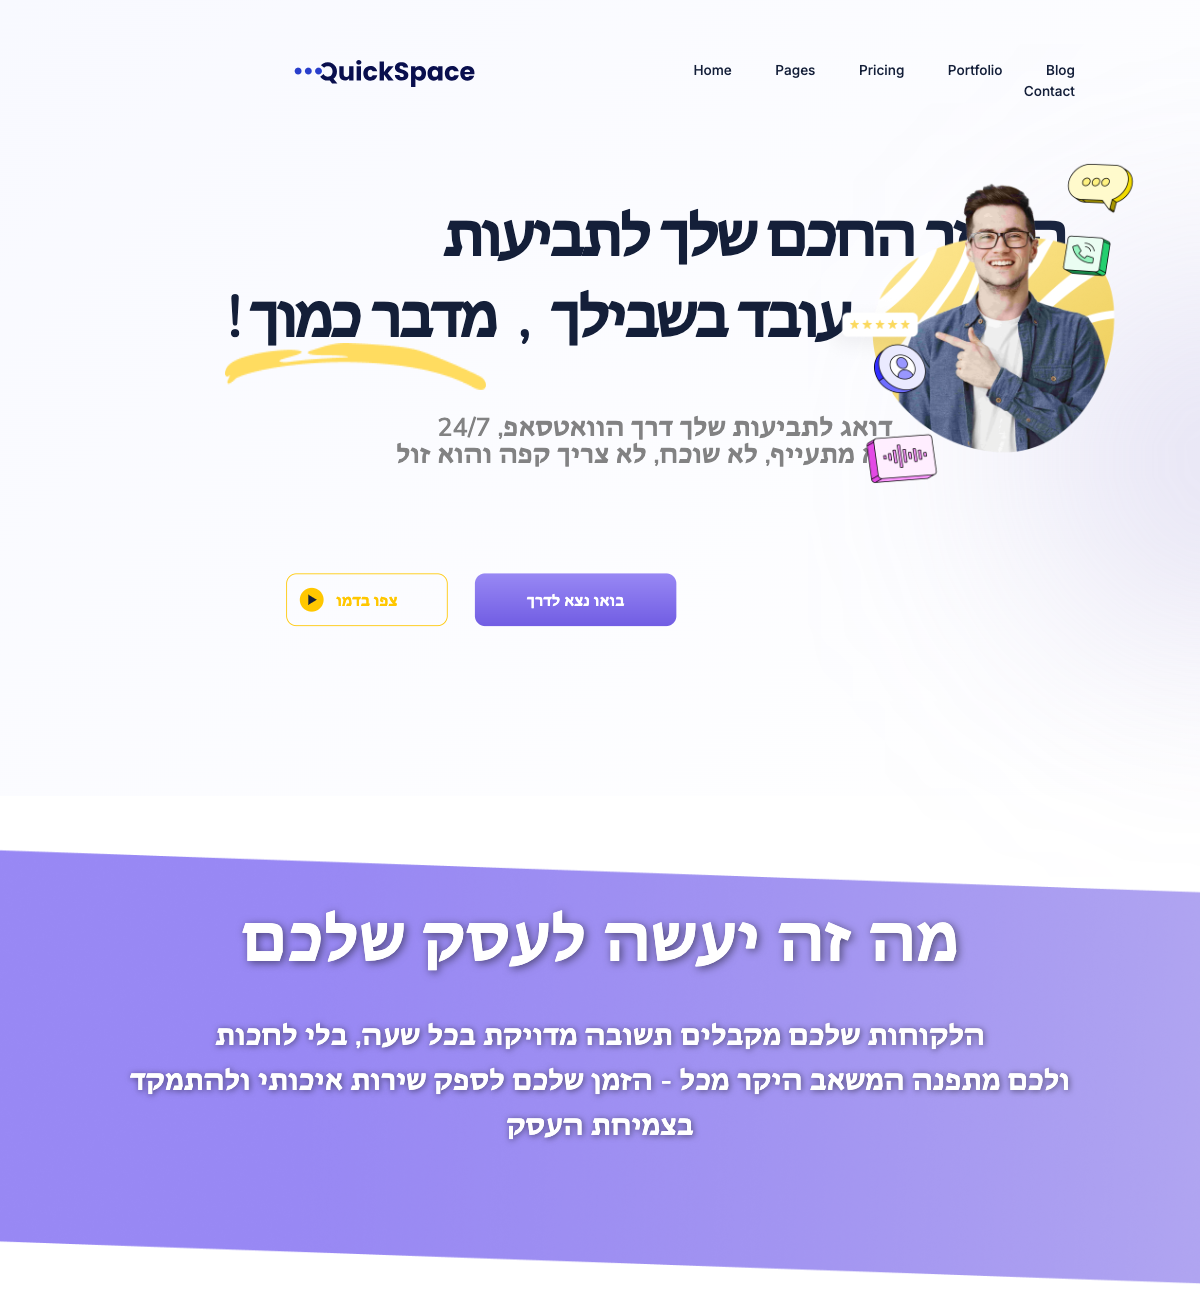 QuickSpace
Home Pages Pricing Portfolio Blog
Contact
החכם שלך לתביעות
עובד בשבילך , מדבר כמוך!
דואג לתביעות שלך דרך הוואטסאפ, 24/7
מתעייף, לא שוכח, לא צריך קפה והוא זול
צפו בדמו
בואו נצא לדרך
מה זה יעשה לעסק שלכם
הלקוחות שלכם מקבלים תשובה מדויקת בכל שעה, בלי לחכות
ולכם מתפנה המשאב היקר מכל - הזמן שלכם לספק שירות איכותי ולהתמקד
בצמיחת העסק